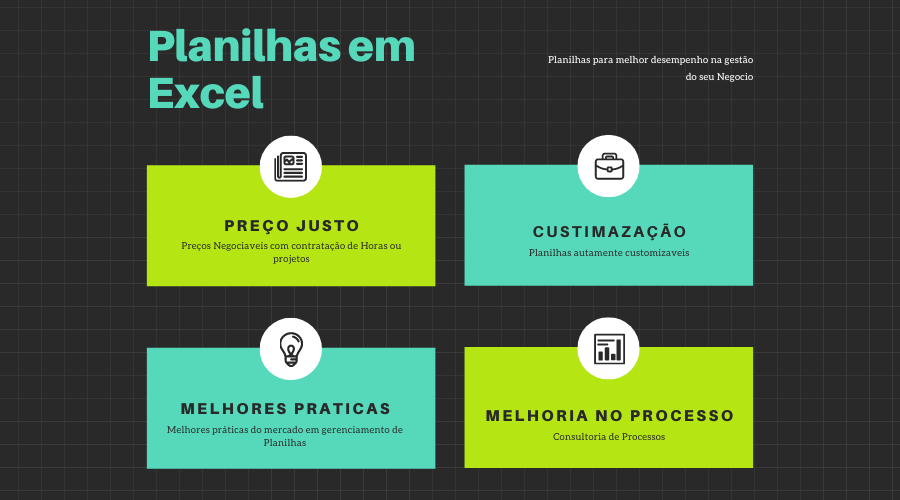 Planilhas em
Excel
Planilhas para melhor desempenho na gestão
do seu Negocio
PREÇO JUSTO
Preços Negociaveis com contratação de Horas ou
projetos
CUSTIMAZAÇÃO
Planilhas autamente customizaveis
MELHORES PRATICAS
Melhores práticas do mercado em gerenciamento de
Planilhas
MELHORIA NO PROCESSO
Consultoria de Processos